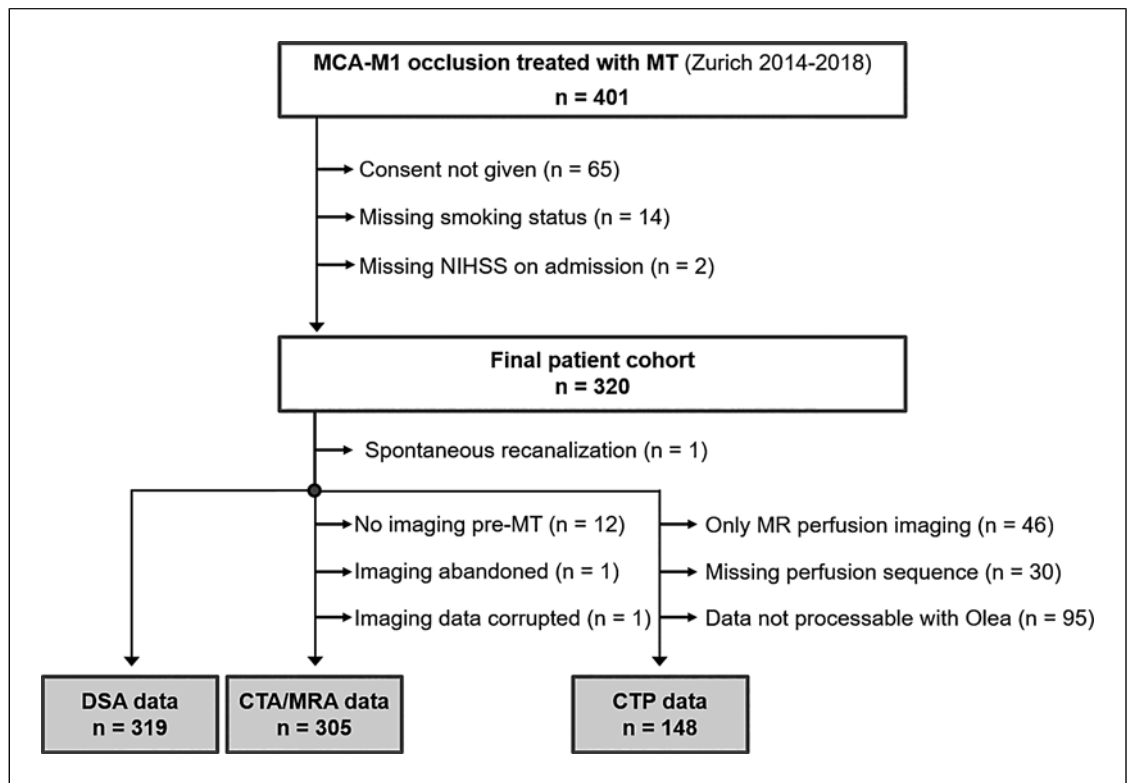 MCA-M1 occlusion treated with MT (Zurich 2014-2018)
n = 401
Consent not given (n = 65)
Missing smoking status (n = 14)
Missing NIHSS on admission (n = 2)
Final patient cohort
n = 320
Spontaneous recanalization (n = 1)
No imaging pre-MT (n = 12)
Imaging abandoned (n = 1)
Imaging data corrupted (n = 1)
Only MR perfusion imaging (n = 46)
Missing perfusion sequence (n = 30)
Data not processable with Olea (n = 95)
DSA data
n = 319
CTA/MRA data
n = 305
CTP data
n = 148